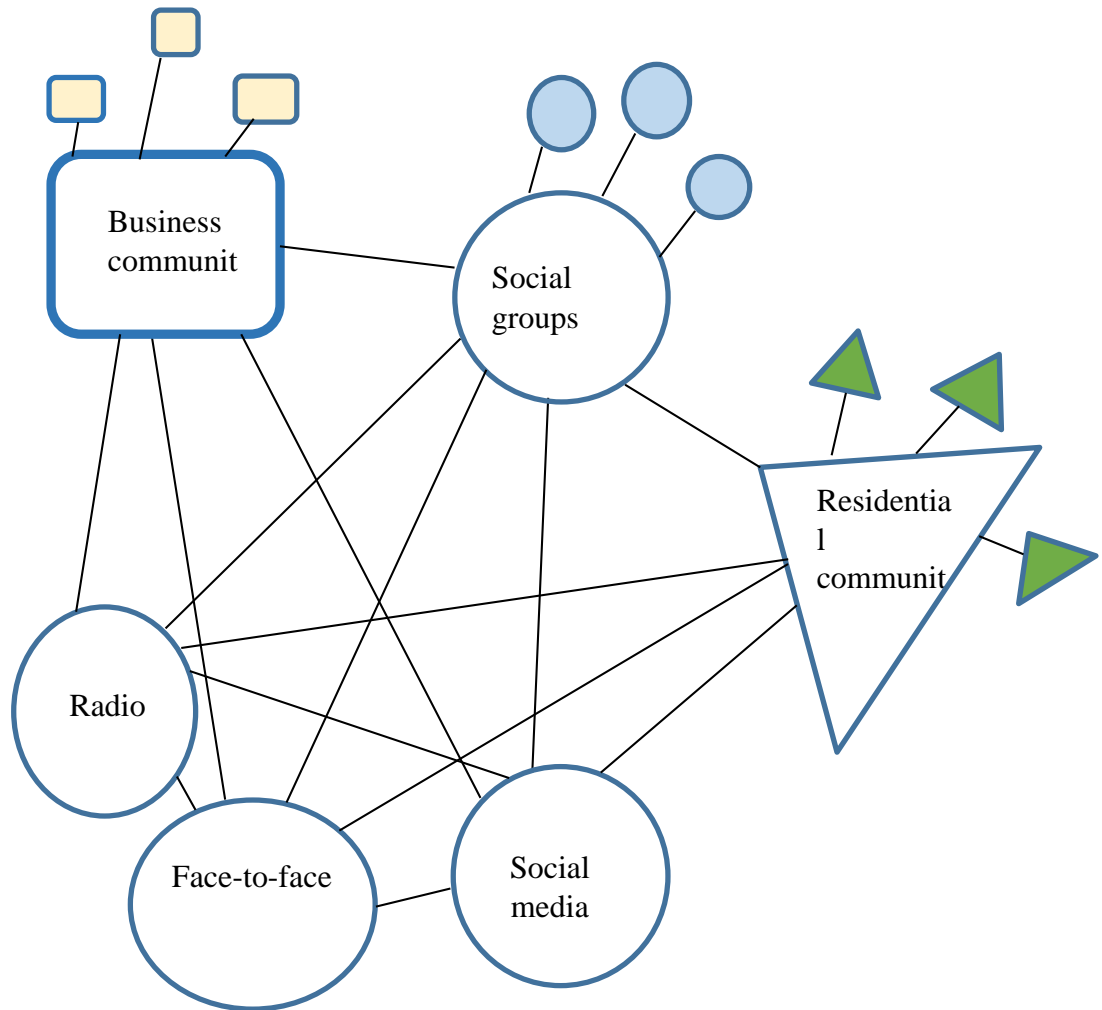 Business
communit
Social
groups
Residentia
l
communit
Radio
Face-to-face
Social
media